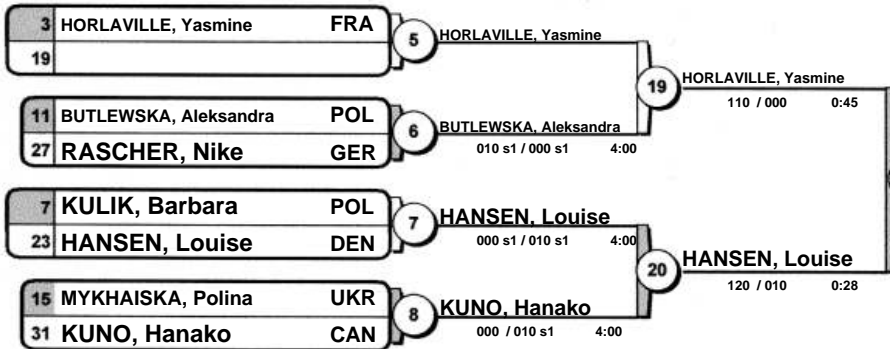 3 HORLAVILLE, Yasmine FRA
19
5
HORLAVILLE, Yasmine
11 BUTLEWSKA, Aleksandra POL
27 RASCHER, Nike GER
6
BUTLEWSKA, Aleksandra
010 s1 / 000 s1 4:00
19
HORLAVILLE, Yasmine
110 / 000 0:45
7 KULIK, Barbara POL
23 HANSEN, Louise DEN
7
HANSEN, Louise
000 s1 / 010 s1 4:00
15 MYKHAISKA, Polina UKR
31 KUNO, Hanako CAN
8
KUNO, Hanako
000 / 010 s1 4:00
20
HANSEN, Louise
120 / 010 0:28